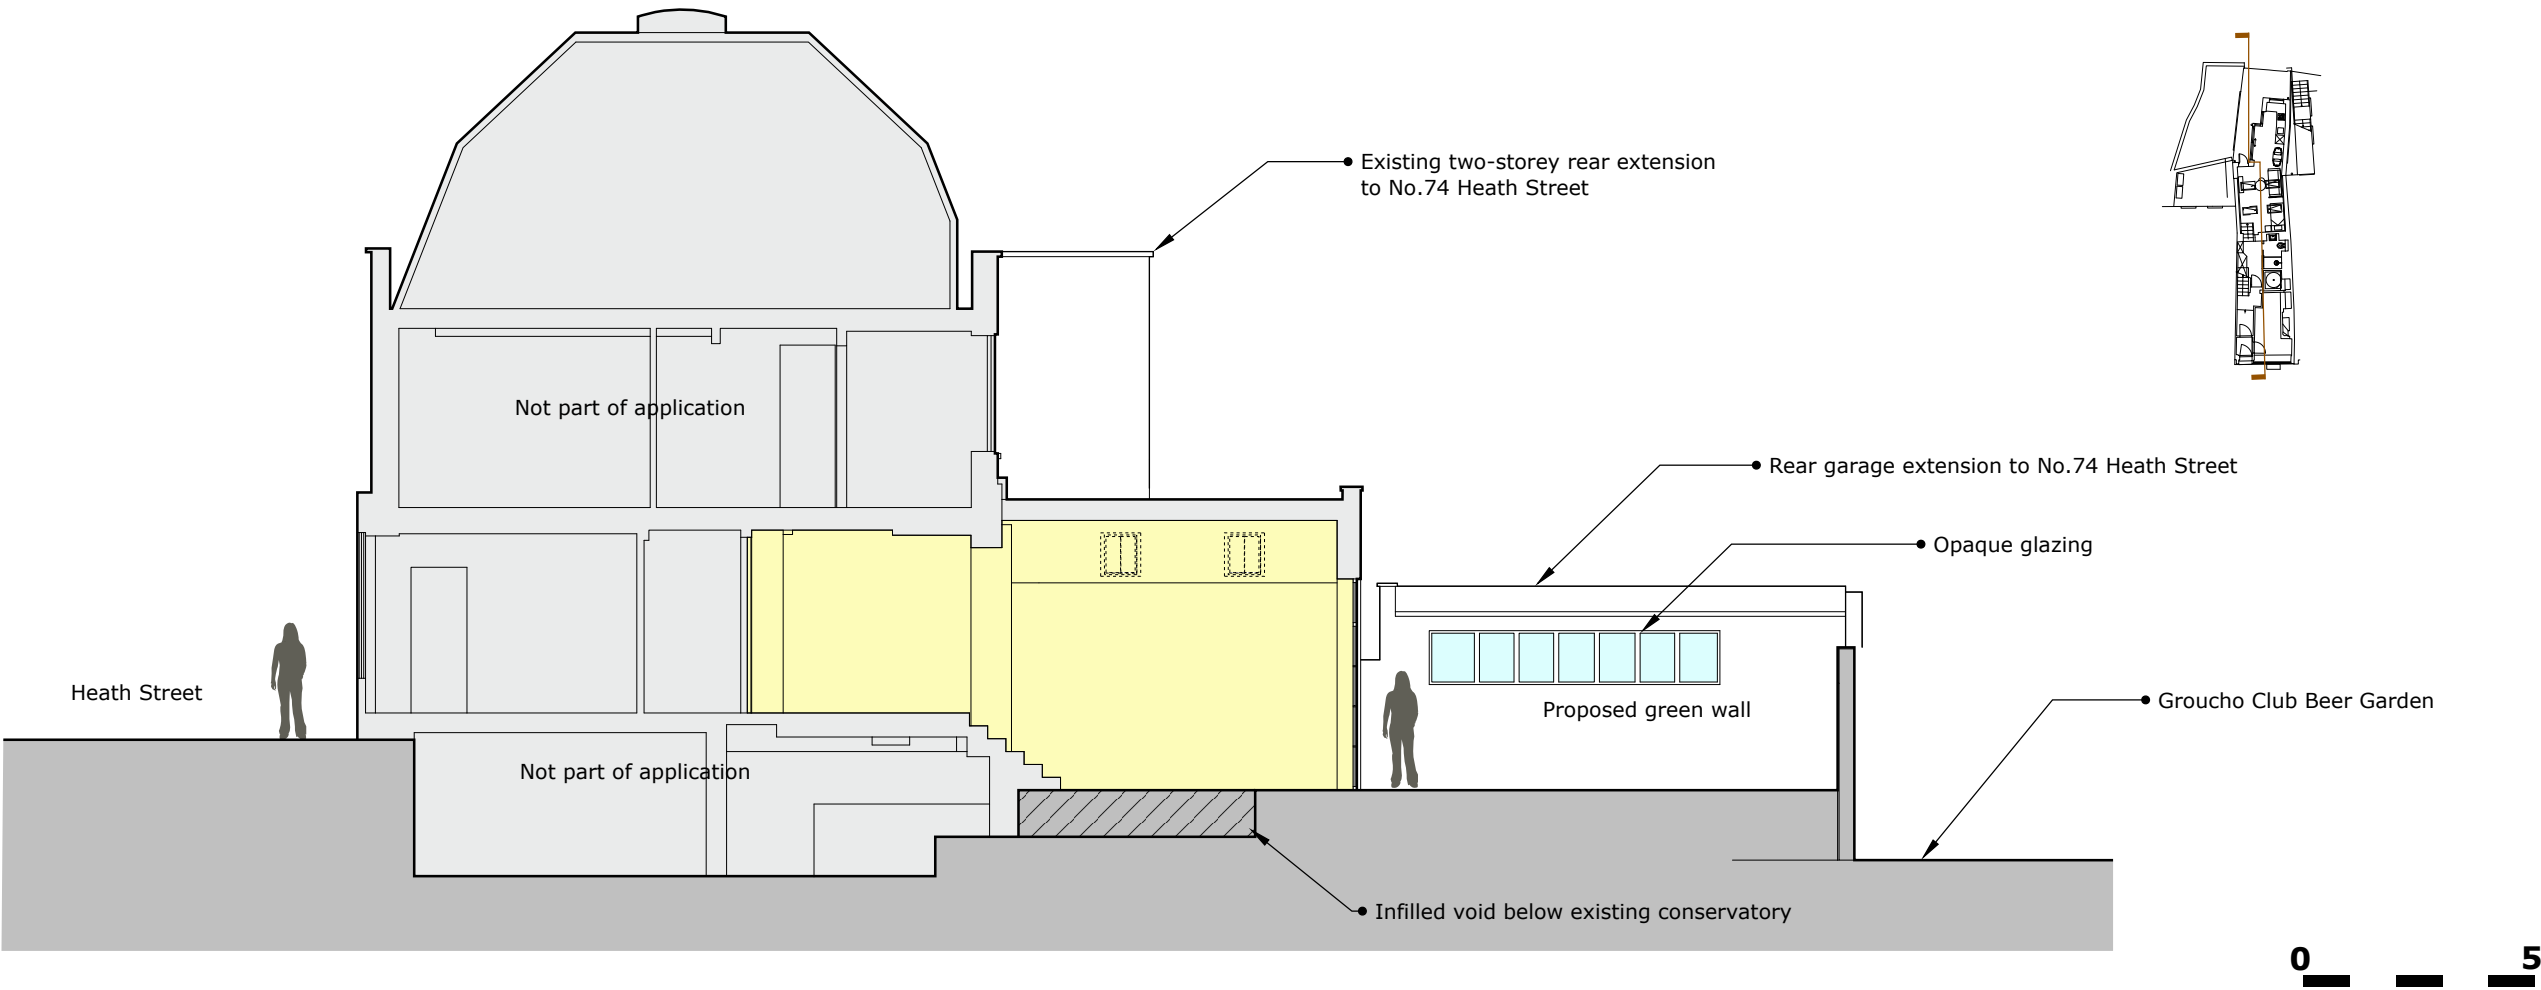 Existing two-storey rear extension
to No.74 Heath Street
Not part of application
Rear garage extension to No.74 Heath Street
Opaque glazing
Heath Street
Proposed green wall
Groucho Club Beer Garden
Not part of application
Infilled void below existing conservatory
0 5